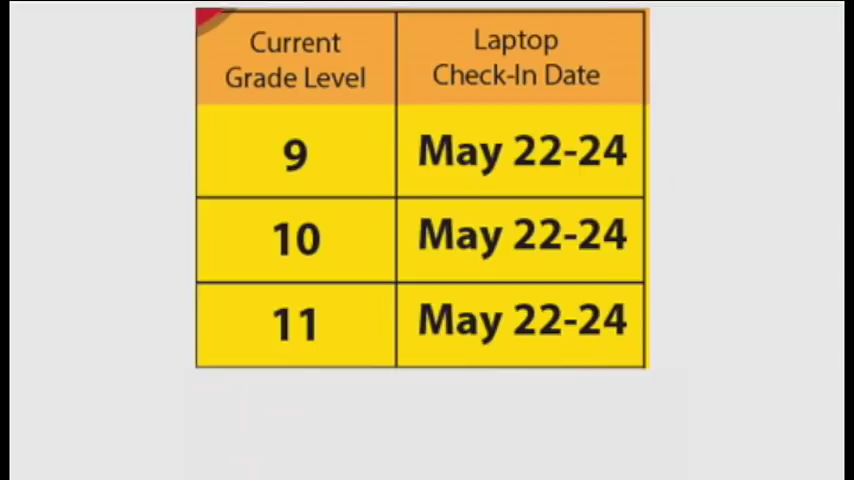 Current
Grade Level
Laptop
Check-In Date
9
May 22-24
10
May 22-24
11
May 22-24